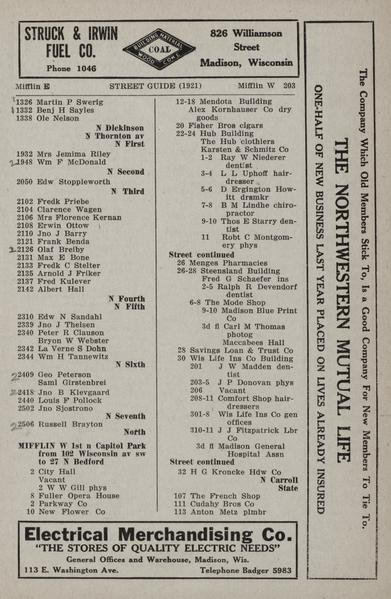 STRUCK & IRWIN
FUEL CO.
Phone 1046
BUILDING MATERIAL
COAL
WOOD COKE
826 Williamson
Street
Madison, Wisconsin
Mifflin E STREET GUIDE (1921) Mifflin W 203
1326 Martin P Swerig
1332 Benj H Sayles
1338 Ole Nelson
N Dickinson
N Thornton av
N First
1932 Mrs Jemima Riley
1948 Wm F McDonald
N Second
2050 Edw Stoppleworth
N Third
2102 Fredk Priebe
2104 Clarence Wagen
2106 Mrs Florence Kernan
2108 Erwin Ottow
2110 Jno J Barry
2121 Frank Benda
2126 Olaf Breiby
2131 Max E Bone
2133 Fredk C Stelter
2135 Arnold J Friker
2137 Fred Kulever
2142 Albert Hall
N Fourth
N Fifth
2310 Edw N Sandahl
2339 Jno J Theisen
2340 Peter R Clauson
Bryon W Webster
2342 La Verne S Dohn
2344 Wm H Tannewitz
N Sixth
2409 Geo Peterson
Saml Girstenbrei
2418 Jno B Klevgaard
2440 Louis F Pollock
2502 Jno Sjostrono
N Seventh
2506 Russell Brayton
North
MIFFLIN W 1st n Capitol Park
from 102 Wisconsin av sw
to 27 N Bedford
2 City Hall
Vacant
2 W W Gill phys
8 Fuller Opera House
2 Parkway Co
10 New Flower Co
12-18 Mendota Building
Alex Kornhauser Co dry
goods
20 Fisher Bros cigars
22-24 Hub Building
The Hub clothiers
Karsten & Schmitz Co
1-2 Ray W Niederer
dentist
3-4 L L Uphoff hair-
dresser
5-6 D Ergington How-
itt drsmkr
7-8 B M Lindbe chiro-
practor
9-10 Thos E Starry den-
tist
11 Robt C Montgom-
ery phys
Street continued
26 Menges Pharmacies
26-28 Steensland Building
Fred G Schaefer ins
2-5 Ralph R Devendorf
dentist
6-8 The Mode Shop
9-10 Madison Blue Print
Co
3d fl Carl M Thomas
photog
Maccabees Hall
28 Savings Loan & Trust Co
30 Wis Life Ins Co Building
201 J W Madden den-
tist
203-5 J P Donovan phys
206 Vacant
208-11 Comfort Shop hair-
dressers
301-8 Wis Life Ins Co gen
offices
310-11 J J Fitzpatrick Lbr
Co
3d fl Madison General
Hospital Assn
Street continued
32 H G Kroncke Hdw Co
N Carroll
State
107 The French Shop
111 Cudahy Bros Co
113 Anton Metz plmbr
Electrical Merchandising Co.
"THE STORES OF QUALITY ELECTRIC NEEDS"
General Offices and Warehouse, Madison, Wis.
113 E. Washington Ave. Telephone Badger 5983
The Company Which Old Members Stick To, Is a Good Company For New Members To Tie To.
THE NORTHWESTERN MUTUAL LIFE
ONE-HALF OF NEW BUSINESS LAST YEAR PLACED ON LIVES ALREADY INSURED